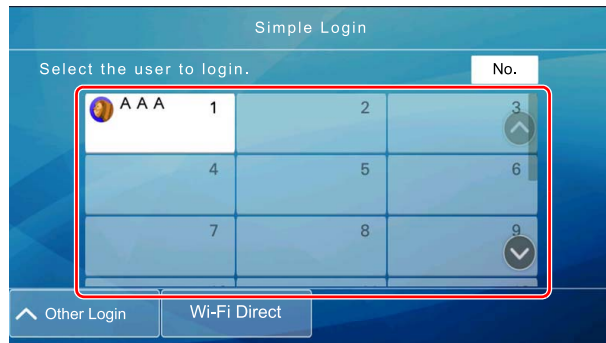 Simple Login
Select the user to login.
No.
A A A 1
2
3
4
5
6
7
8
9
Other Login
Wi-Fi Direct